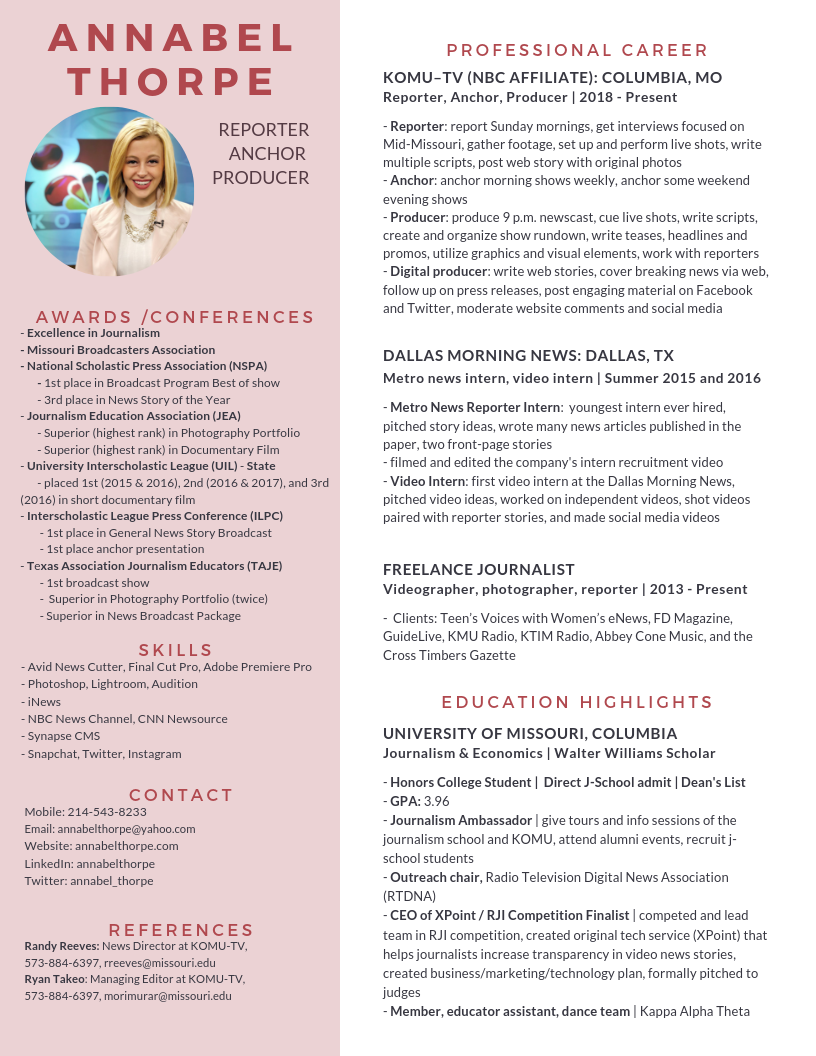 ANNABEL
THORPE
REPORTER
ANCHOR
PRODUCER
AWARDS /CONFERENCES
- Excellence in Journalism
- Missouri Broadcasters Association
- National Scholastic Press Association (NSPA)
- 1st place in Broadcast Program Best of show
- 3rd place in News Story of the Year
- Journalism Education Association (JEA)
- Superior (highest rank) in Photography Portfolio
- Superior (highest rank) in Documentary Film
- University Interscholastic League (UIL) - State
- placed 1st (2015 & 2016), 2nd (2016 & 2017), and 3rd
(2016) in short documentary film
- Interscholastic League Press Conference (ILPC)
- 1st place in General News Story Broadcast
- 1st place anchor presentation
- Texas Association Journalism Educators (TAJE)
- 1st broadcast show
- Superior in Photography Portfolio (twice)
- Superior in News Broadcast Package
SKILLS
- Avid News Cutter, Final Cut Pro, Adobe Premiere Pro
- Photoshop, Lightroom, Audition
- iNews
- NBC News Channel, CNN Newsource
- Synapse CMS
- Snapchat, Twitter, Instagram
CONTACT
Mobile: 214-543-8233
Email: annabelthorpe@yahoo.com
Website: annabelthorpe.com
LinkedIn: annabelthorpe
Twitter: annabel_thorpe
REFERENCES
Randy Reeves: News Director at KOMU-TV,
573-884-6397, rreeves@missouri.edu
Ryan Takeo: Managing Editor at KOMU-TV,
573-884-6397, morimurar@missouri.edu
PROFESSIONAL CAREER
KOMU–TV (NBC AFFILIATE): COLUMBIA, MO
Reporter, Anchor, Producer | 2018 - Present
- Reporter: report Sunday mornings, get interviews focused on
Mid-Missouri, gather footage, set up and perform live shots, write
multiple scripts, post web story with original photos
- Anchor: anchor morning shows weekly, anchor some weekend
evening shows
- Producer: produce 9 p.m. newscast, cue live shots, write scripts,
create and organize show rundown, write teases, headlines and
promos, utilize graphics and visual elements, work with reporters
- Digital producer: write web stories, cover breaking news via web,
follow up on press releases, post engaging material on Facebook
and Twitter, moderate website comments and social media
DALLAS MORNING NEWS: DALLAS, TX
Metro news intern, video intern | Summer 2015 and 2016
- Metro News Reporter Intern: youngest intern ever hired,
pitched story ideas, wrote many news articles published in the
paper, two front-page stories
- filmed and edited the company's intern recruitment video
- Video Intern: first video intern at the Dallas Morning News,
pitched video ideas, worked on independent videos, shot videos
paired with reporter stories, and made social media videos
FREELANCE JOURNALIST
Videographer, photographer, reporter | 2013 - Present
- Clients: Teen's Voices with Women's eNews, FD Magazine,
GuideLive, KMU Radio, KTIM Radio, Abbey Cone Music, and the
Cross Timbers Gazette
EDUCATION HIGHLIGHTS
UNIVERSITY OF MISSOURI, COLUMBIA
Journalism & Economics | Walter Williams Scholar
- Honors College Student | Direct J-School admit | Dean's List
- GPA: 3.96
- Journalism Ambassador | give tours and info sessions of the
journalism school and KOMU, attend alumni events, recruit j-
school students
- Outreach chair, Radio Television Digital News Association
(RTDNA)
- CEO of XPoint / RJI Competition Finalist | competed and lead
team in RJI competition, created original tech service (XPoint) that
helps journalists increase transparency in video news stories,
created business/marketing/technology plan, formally pitched to
judges
- Member, educator assistant, dance team | Kappa Alpha Theta